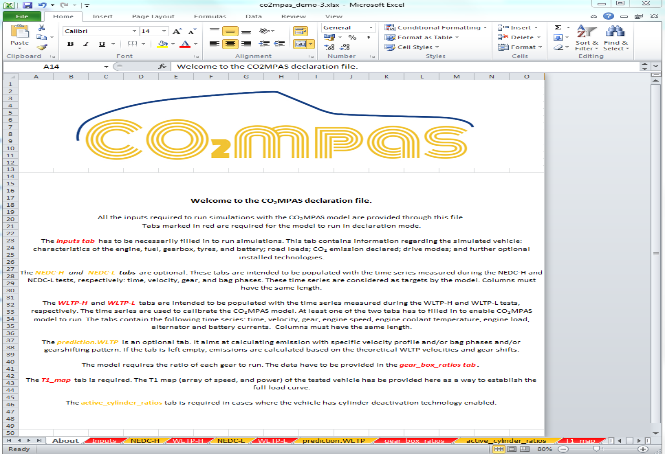 co2mpas_demo-3.xlsx - Microsoft Excel
File Home Insert Page Layout Formulas Data Review View
Paste
Calibri 14
General
Conditional Formatting
Format as Table
Cell Styles
Insert
Delete
Format
Sort & Filter Find & Select
Clipboard Font Alignment Number Styles Cells Editing
A14 fx Welcome to the CO2MPAS declaration file.
A B C D E F G H I J K L M N O
CO2MPAS
Welcome to the CO₂MPAS declaration file.
All the inputs required to run simulations with the CO₂MPAS model are provided through this file
Tabs marked in red are required for the model to run in declaration mode.
The inputs tab has to be necessarily filled in to run simulations. This tab contains information regarding the simulated vehicle:
characteristics of the engine, fuel, gearbox, tyres, and battery; road loads; CO₂ emission declared; drive modes; and further optional
installed technologies.
The NEDC-H and NEDC-L tabs are optional. These tabs are intended to be populated with the time series measured during the NEDC-H and
NEDC-L tests, respectively: time, velocity, gear, and bag phases. These time series are considered as targets by the model. Columns must
have the same length.
The WLTP-H and WLTP-L tabs are intended to be populated with the time series measured during the WLTP-H and WLTP-L tests,
respectively. The time series are used to calibrate the CO₂MPAS model. At least one of the two tabs has to filled in to enable CO₂MPAS
model to run. The tabs contain the following time series: time, velocity, gear, engine speed, engine coolant temperature, engine load,
alternator and battery currents. Columns must have the same length.
The prediction.WLTP is an optional tab. It aims at calculating emission with specific velocity profile and/or bag phases and/or
gearshifting pattern. If the tab is left empty, emissions are calculated based on the theoretical WLTP velocities and gear shifts.
The model requires the ratio of each gear to run. The data have to be provided in the gear_box_ratios tab.
The T1_map tab is required. The T1 map (array of speed, and power) of the tested vehicle has be provided here as a way to establish the
full load curve.
The active_cylinder_ratios tab is required in cases where the vehicle has cylinder deactivation technology enabled.
About Inputs NEDC-H WLTP-H NEDC-L WLTP-L prediction.WLTP gear_box_ratios active_cylinder_ratios T1_map
Ready 80%